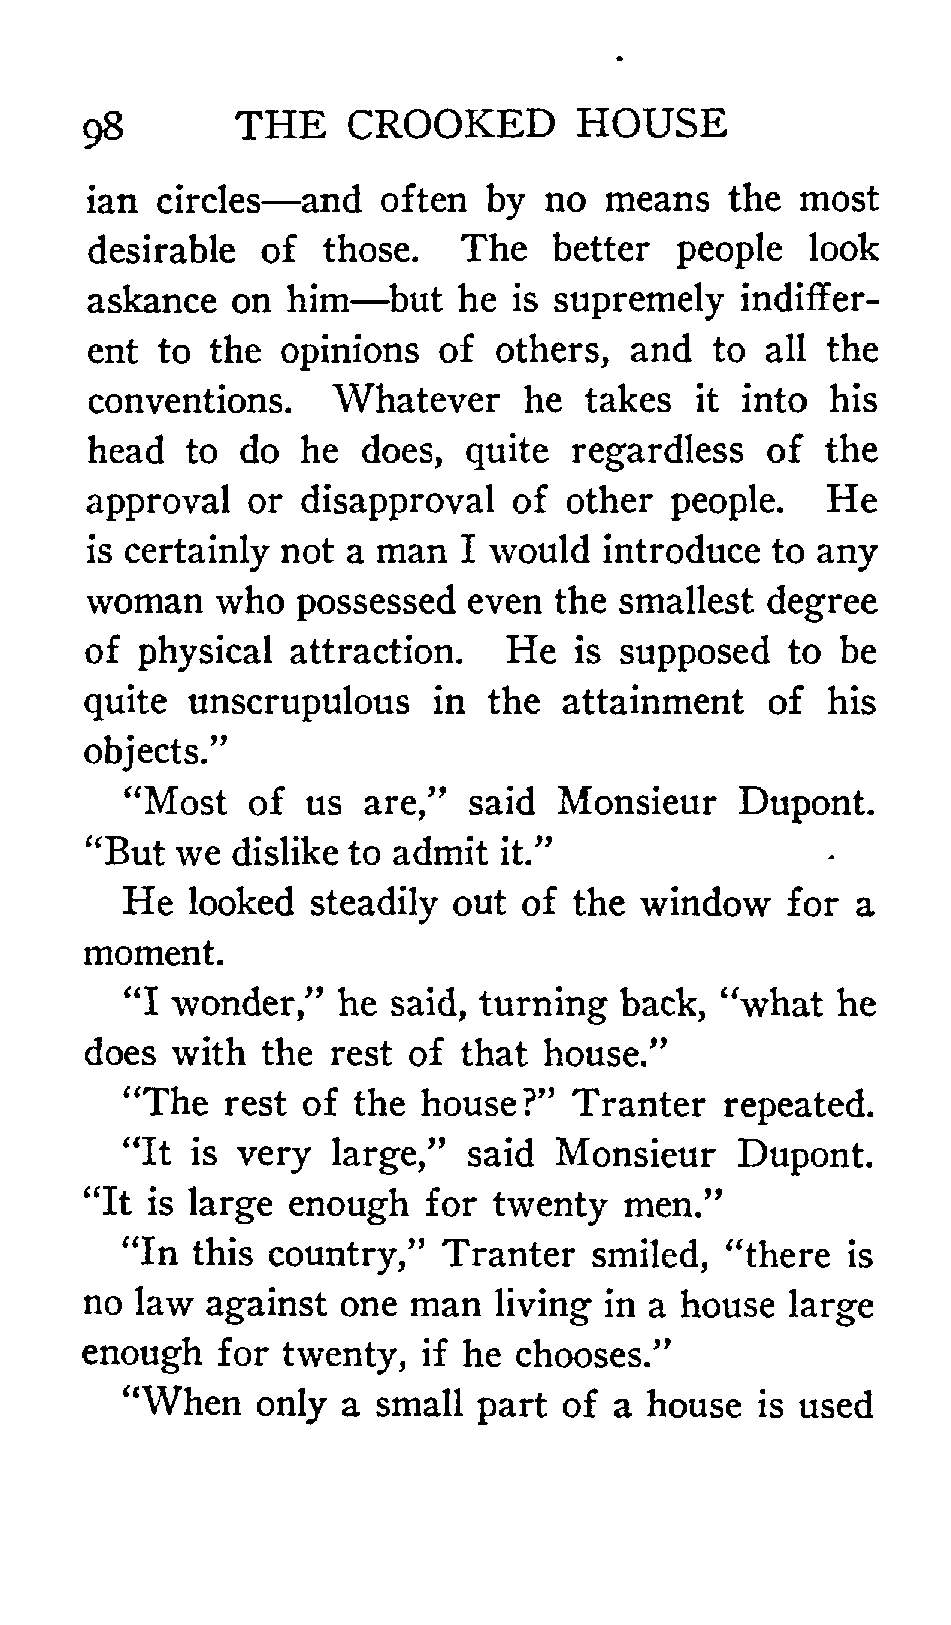 98 THE CROOKED HOUSE
ian circles—and often by no means the most
desirable of those. The better people look
askance on him—but he is supremely indiffer-
ent to the opinions of others, and to all the
conventions. Whatever he takes it into his
head to do he does, quite regardless of the
approval or disapproval of other people. He
is certainly not a man I would introduce to any
woman who possessed even the smallest degree
of physical attraction. He is supposed to be
quite unscrupulous in the attainment of his
objects."
"Most of us are," said Monsieur Dupont.
"But we dislike to admit it."
He looked steadily out of the window for a
moment.
"I wonder," he said, turning back, "what he
does with the rest of that house."
"The rest of the house?" Tranter repeated.
"It is very large," said Monsieur Dupont.
"It is large enough for twenty men."
"In this country," Tranter smiled, "there is
no law against one man living in a house large
enough for twenty, if he chooses."
"When only a small part of a house is used